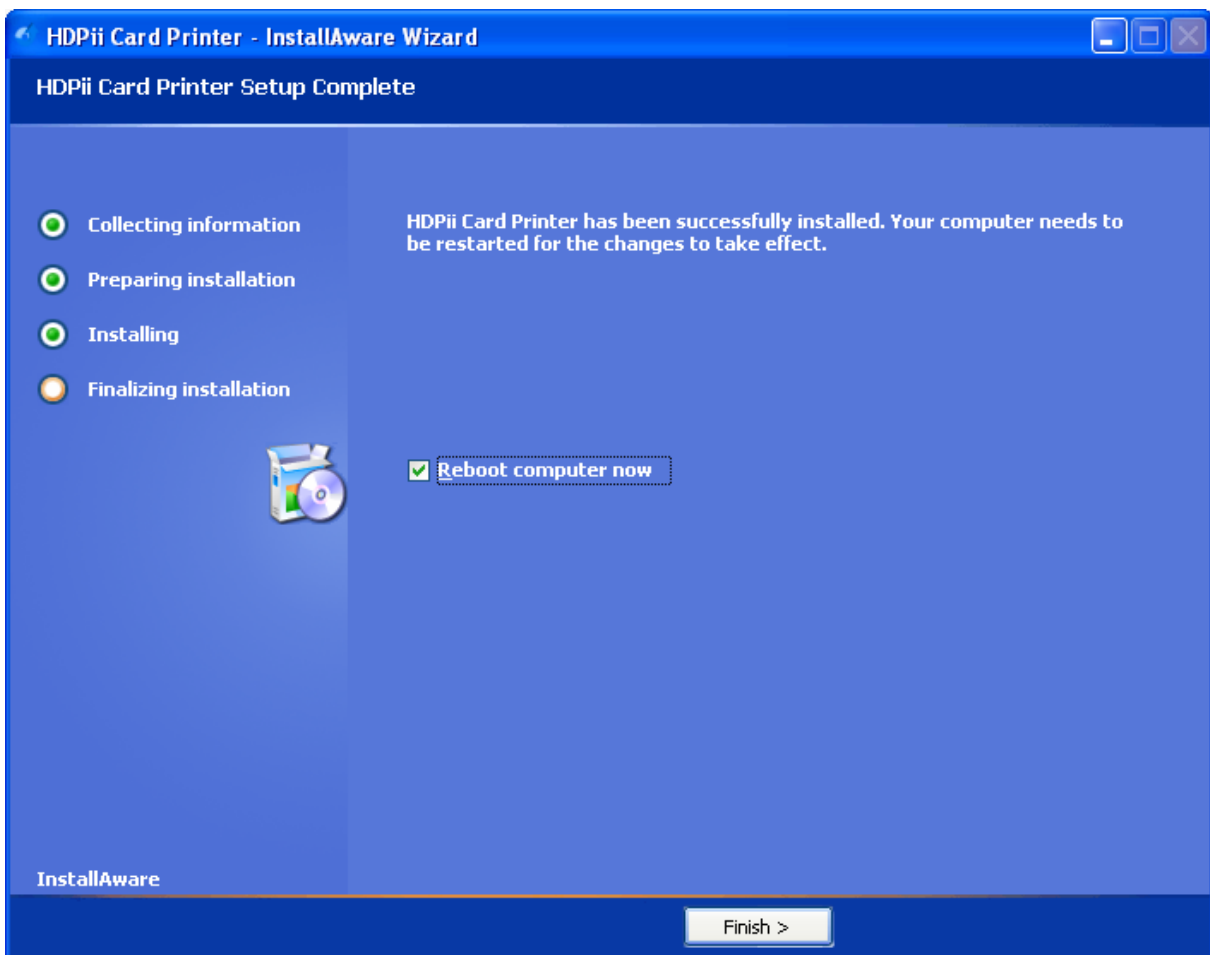 HDPii Card Printer - InstallAware Wizard
HDPii Card Printer Setup Complete
Collecting information
Preparing installation
Installing
Finalizing installation
HDPii Card Printer has been successfully installed. Your computer needs to
be restarted for the changes to take effect.
Reboot computer now
InstallAware
Finish >